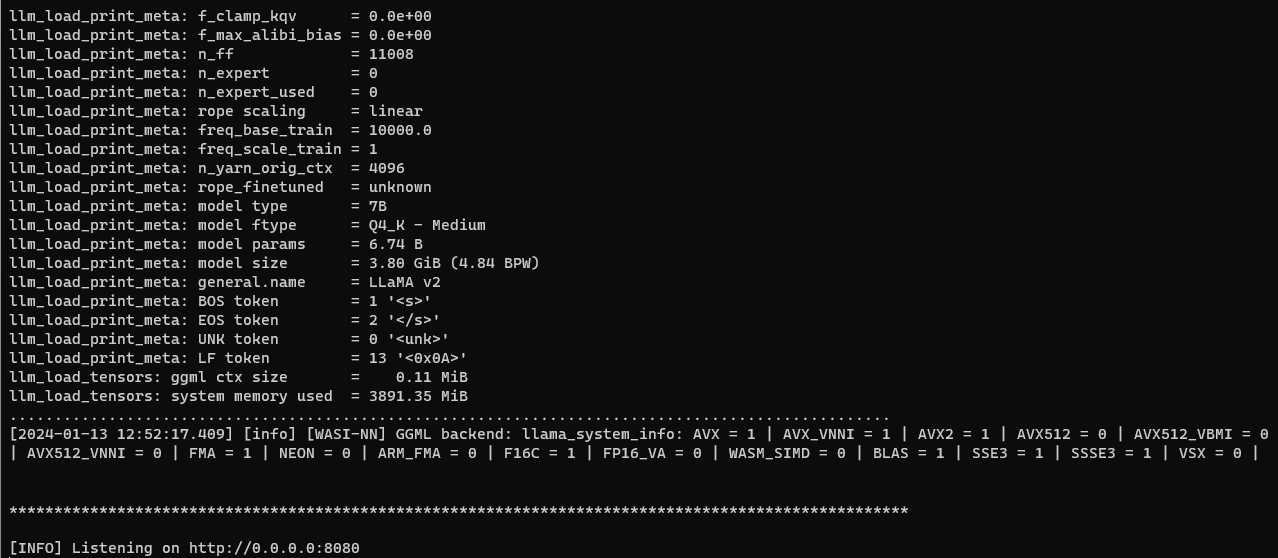 llm_load_print_meta: f_clamp_kqv      = 0.0e+00
llm_load_print_meta: f_max_alibi_bias = 0.0e+00
llm_load_print_meta: n_ff             = 11008
llm_load_print_meta: n_expert         = 0
llm_load_print_meta: n_expert_used    = 0
llm_load_print_meta: rope scaling     = linear
llm_load_print_meta: freq_base_train  = 10000.0
llm_load_print_meta: freq_scale_train = 1
llm_load_print_meta: n_yarn_orig_ctx  = 4096
llm_load_print_meta: rope_finetuned   = unknown
llm_load_print_meta: model type       = 7B
llm_load_print_meta: model ftype      = Q4_K - Medium
llm_load_print_meta: model params     = 6.74 B
llm_load_print_meta: model size       = 3.80 GiB (4.84 BPW)
llm_load_print_meta: general.name     = LLaMA v2
llm_load_print_meta: BOS token        = 1 '<s>'
llm_load_print_meta: EOS token        = 2 '</s>'
llm_load_print_meta: UNK token        = 0 '<unk>'
llm_load_print_meta: LF token         = 13 '<0x0A>'
llm_load_tensors: ggml ctx size       =    0.11 MiB
llm_load_tensors: system memory used  = 3891.35 MiB
..................................................................................................
[2024-01-13 12:52:17.409] [info] [WASI-NN] GGML backend: llama_system_info: AVX = 1 | AVX_VNNI = 1 | AVX2 = 1 | AVX512 = 0 | AVX512_VBMI = 0
| AVX512_VNNI = 0 | FMA = 1 | NEON = 0 | ARM_FMA = 0 | F16C = 1 | FP16_VA = 0 | WASM_SIMD = 0 | BLAS = 1 | SSE3 = 1 | SSSE3 = 1 | VSX = 0 |
****************************************************************************************************
[INFO] Listening on http://0.0.0.0:8080